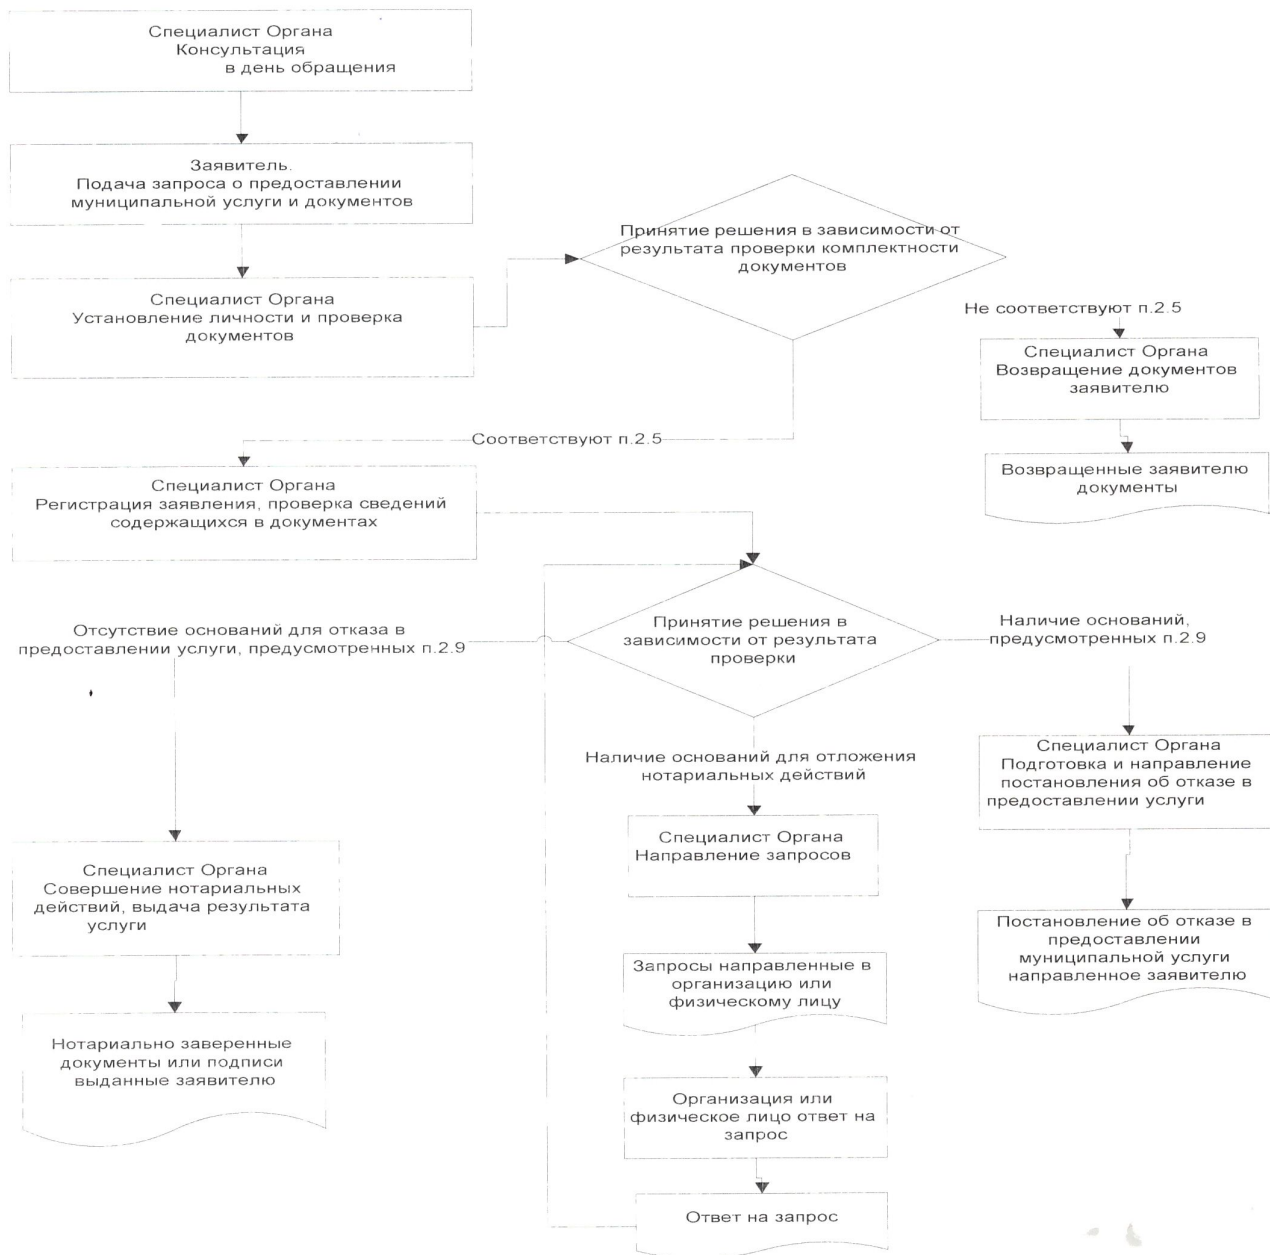 Специалист Органа
Консультация
в день обращения
Заявитель.
Подача запроса о предоставлении
муниципальной услуги и документов
Специалист Органа
Установление личности и проверка
документов
Принятие решения в зависимости от
результата проверки комплектности
документов
Не соответствуют п.2.5
Специалист Органа
Возвращение документов
заявителю
Возвращенные заявителю
документы
Соответствуют п.2.5
Специалист Органа
Регистрация заявления, проверка сведений
содержащихся в документах
Принятие решения в
зависимости от результата
проверки
Отсутствие оснований для отказа в
предоставлении услуги, предусмотренных п.2.9
Наличие оснований,
предусмотренных п.2.9
Наличие оснований для отложения
нотариальных действий
Специалист Органа
Совершение нотариальных
действий, выдача результата
услуги
Нотариально заверенные
документы или подписи
выданные заявителю
Специалист Органа
Направление запросов
Запросы направленные в
организацию или
физическому лицу
Организация или
физическое лицо ответ на
запрос
Ответ на запрос
Специалист Органа
Подготовка и направление
постановления об отказе в
предоставлении услуги
Постановление об отказе в
предоставлении
муниципальной услуги
направленное заявителю